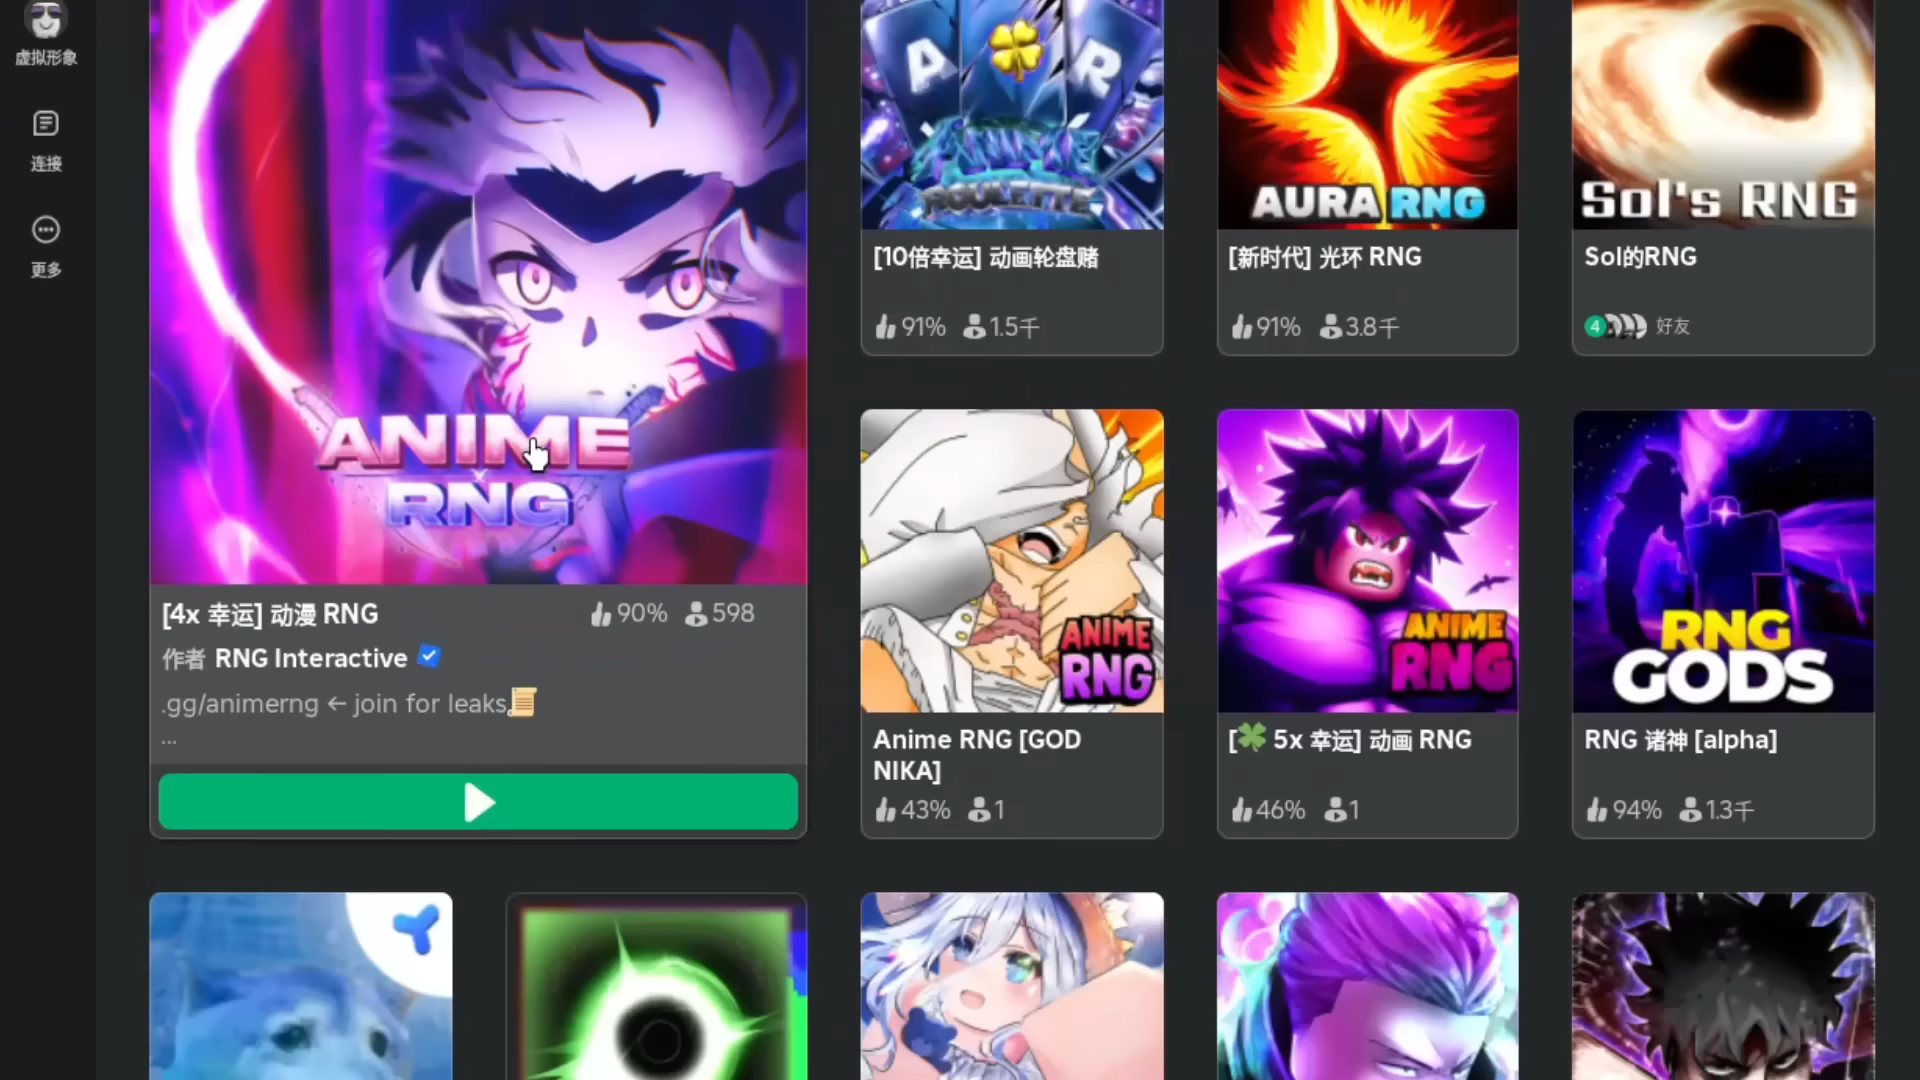 虚拟形象
连接
更多
ANIME
RNG
[4x 幸运] 动漫 RNG
90% 598
作者 RNG Interactive
.gg/animerng ← join for leaks
...
A R
ROULETTE
[10倍幸运] 动画轮盘赌
91% 1.5千
AURA RNG
[新时代] 光环 RNG
91% 3.8千
Sol's RNG
Sol的RNG
4 好友
ANIME
RNG
Anime RNG [GOD
NIKA]
43% 1
ANIME
RNG
[🍀 5x 幸运] 动画 RNG
46% 1
RNG
GODS
RNG 诸神 [alpha]
94% 1.3千